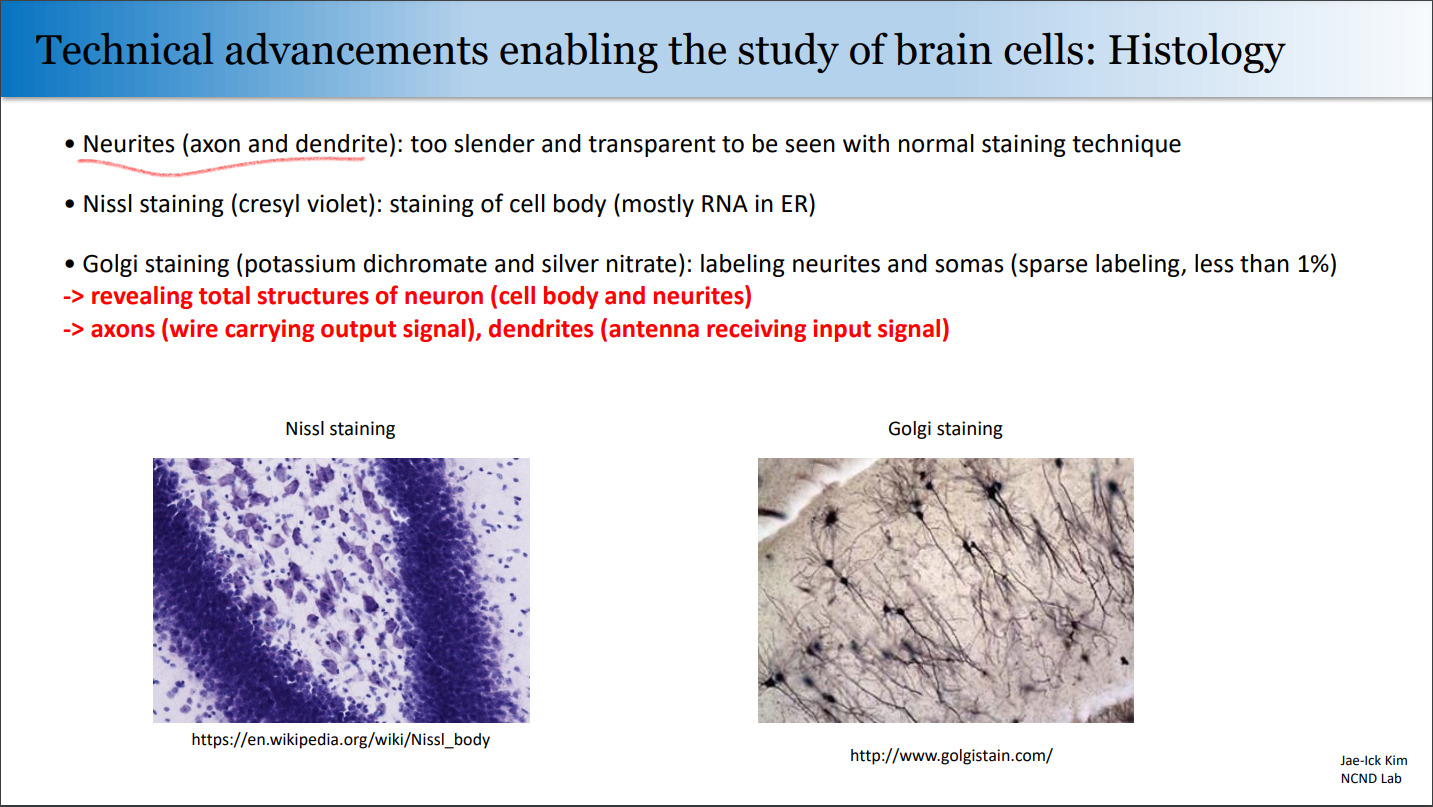 Technical advancements enabling the study of brain cells: Histology
• Neurites (axon and dendrite): too slender and transparent to be seen with normal staining technique
• Nissl staining (cresyl violet): staining of cell body (mostly RNA in ER)
• Golgi staining (potassium dichromate and silver nitrate): labeling neurites and somas (sparse labeling, less than 1%)
-> revealing total structures of neuron (cell body and neurites)
-> axons (wire carrying output signal), dendrites (antenna receiving input signal)
Nissl staining
Golgi staining
https://en.wikipedia.org/wiki/Nissl_body
http://www.golgistain.com/
Jae-Ick Kim
NCND Lab